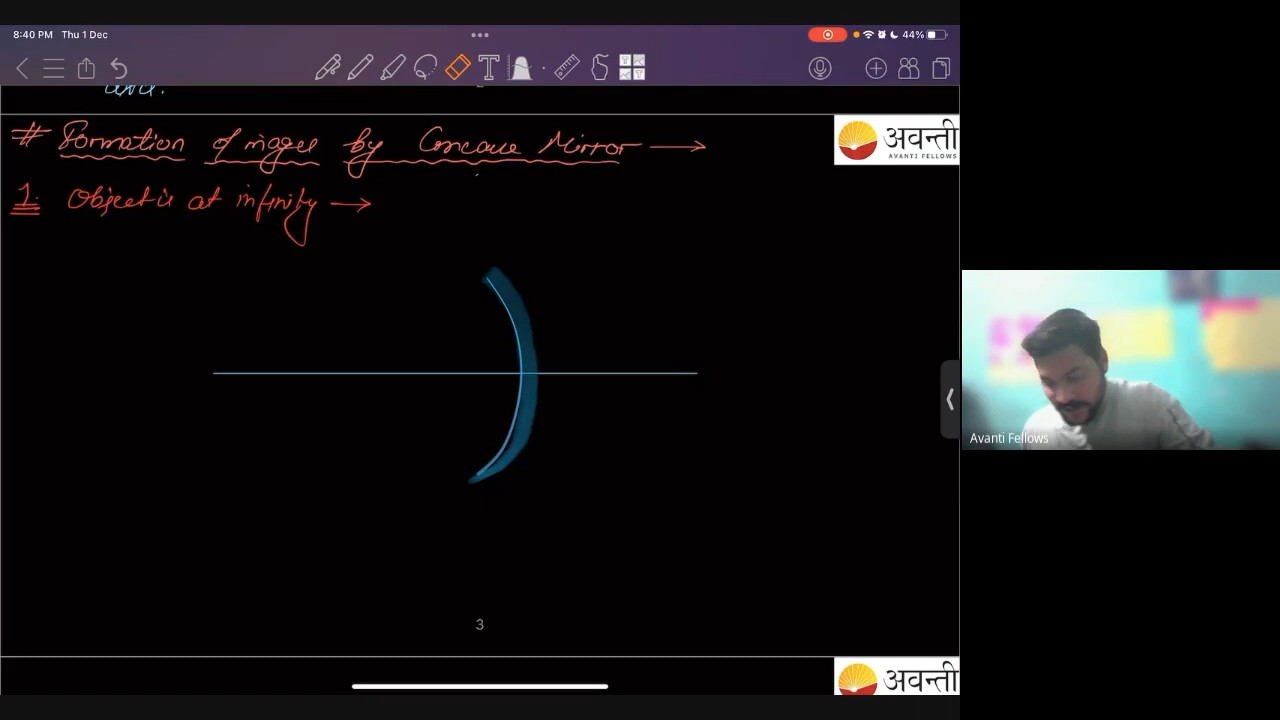 8:40 PM Thu 1 Dec
44%
# Formation of images by Concave Mirror →
अवन्ती
AVANTI FELLOWS
1. Object is at infinity →
Avanti Fellows
3
अवन्ती